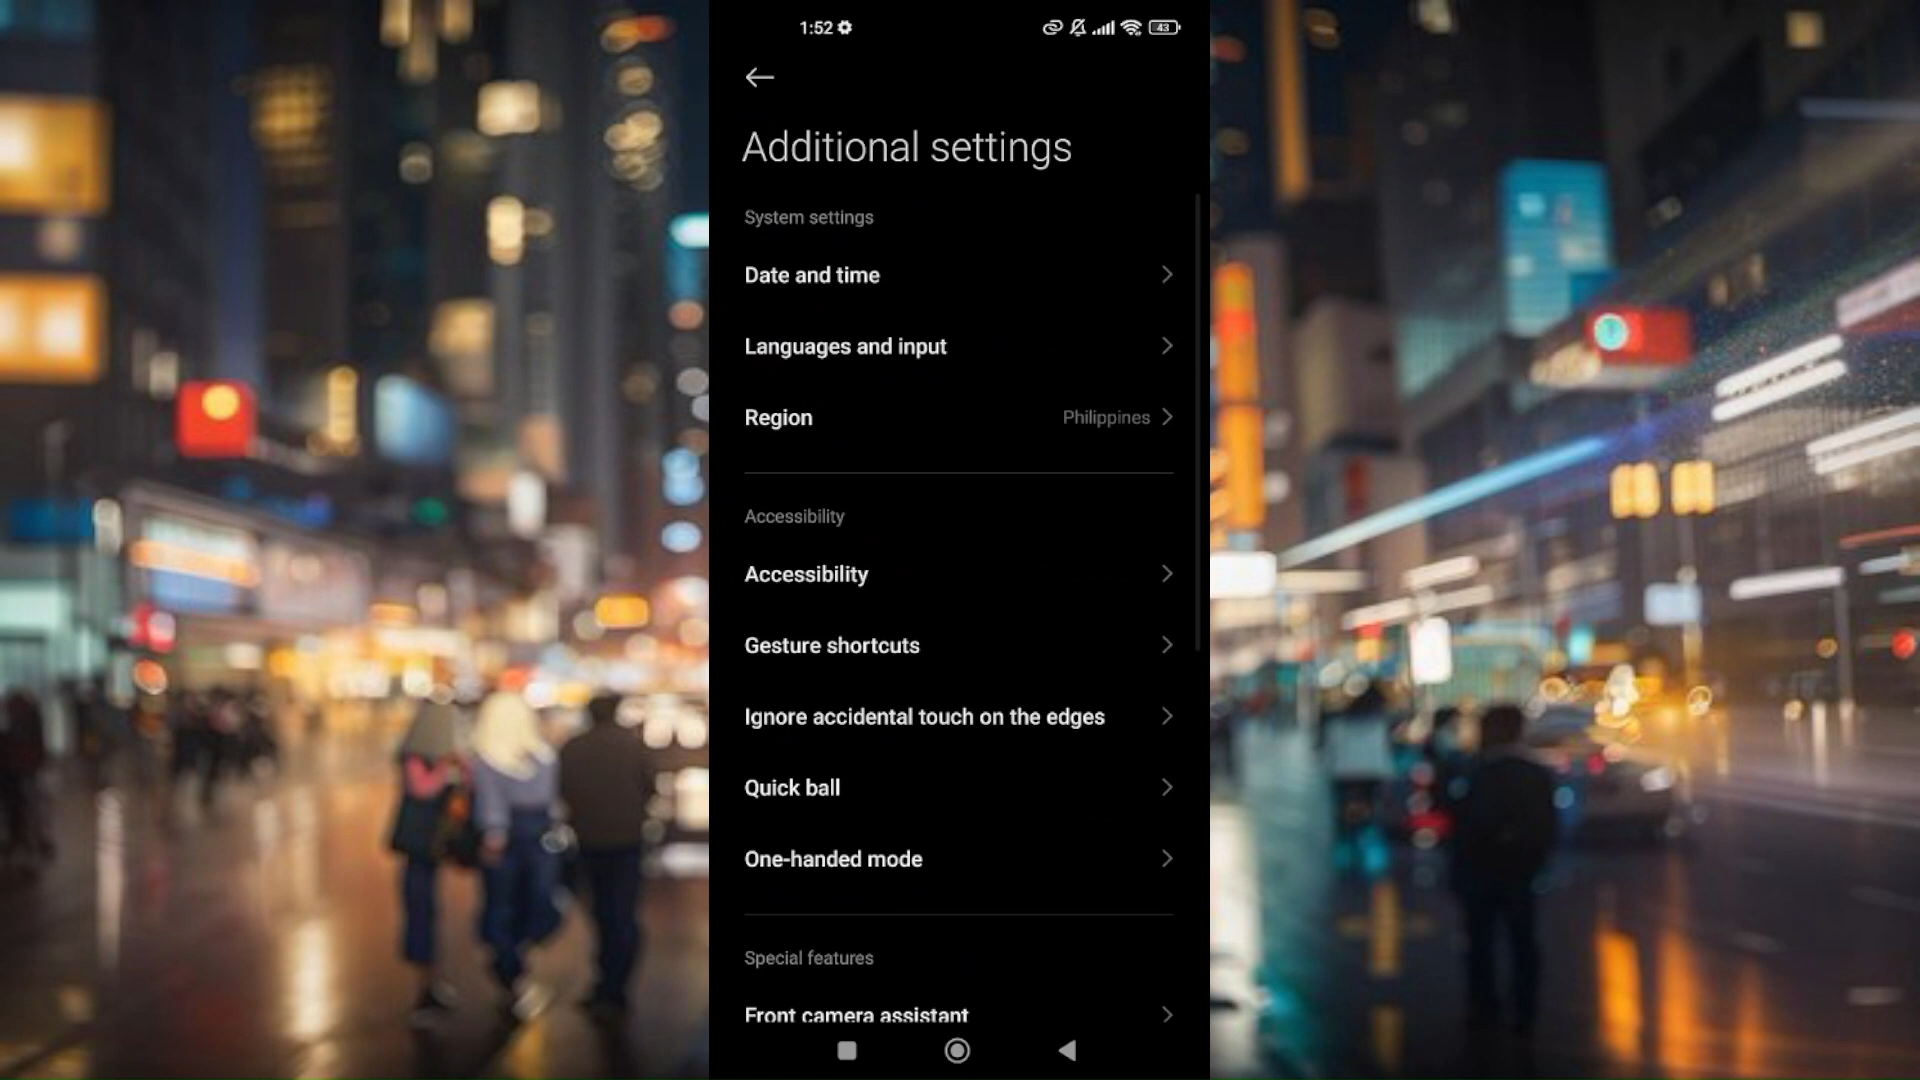 1:52
43
Additional settings
System settings
Date and time
Languages and input
Region Philippines
Accessibility
Accessibility
Gesture shortcuts
Ignore accidental touch on the edges
Quick ball
One-handed mode
Special features
Front camera assistant